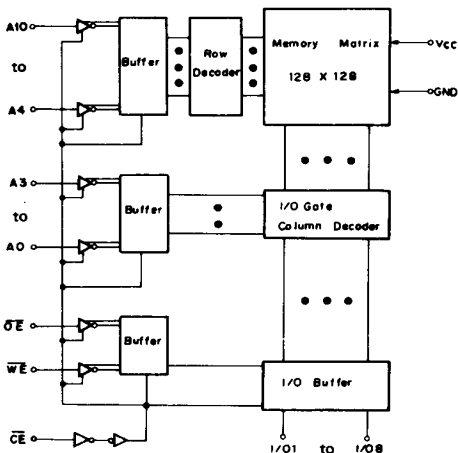 A10
to
A4
Buffer
Row
Decoder
Memory Matrix
128 X 128
Vcc
GND
A3
to
A0
Buffer
I/O Gate
Column Decoder
OE
WE
Buffer
I/O Buffer
CE
I/O1 to I/O8